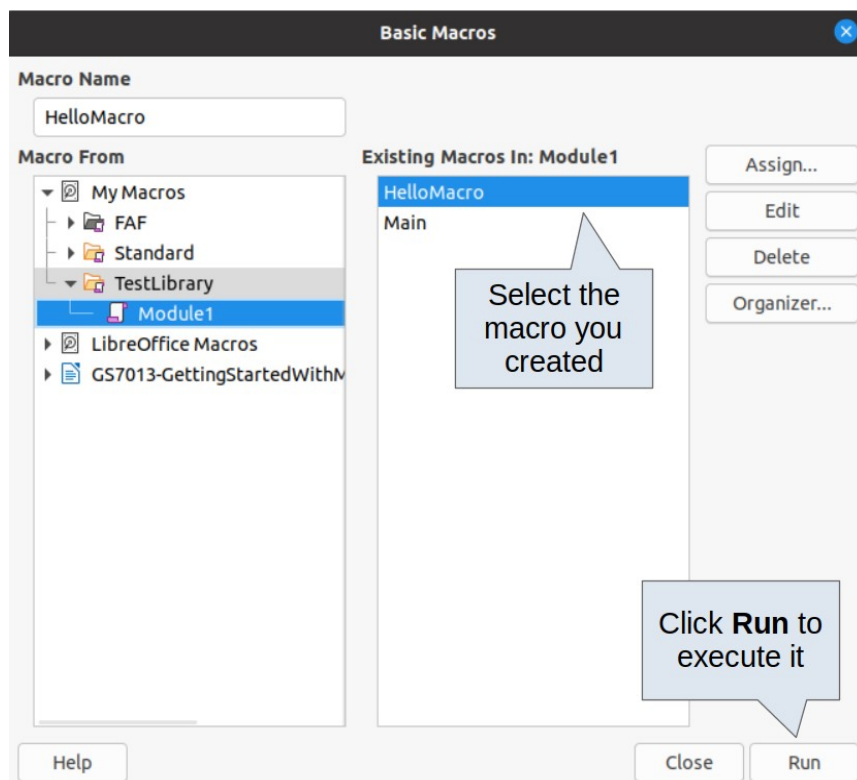 Basic Macros
Macro Name
HelloMacro
Macro From
My Macros
FAF
Standard
TestLibrary
Module1
LibreOffice Macros
GS7013-GettingStartedWithM
Existing Macros In: Module1
HelloMacro
Main
Select the
macro you
created
Assign...
Edit
Delete
Organizer...
Click Run to
execute it
Help
Close
Run